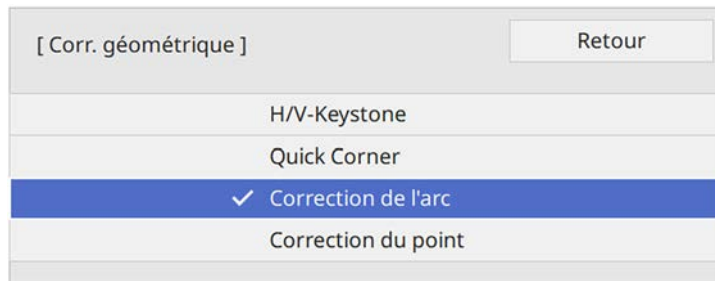 [ Corr. géométrique ]
Retour
H/V-Keystone
Quick Corner
Correction de l'arc
Correction du point